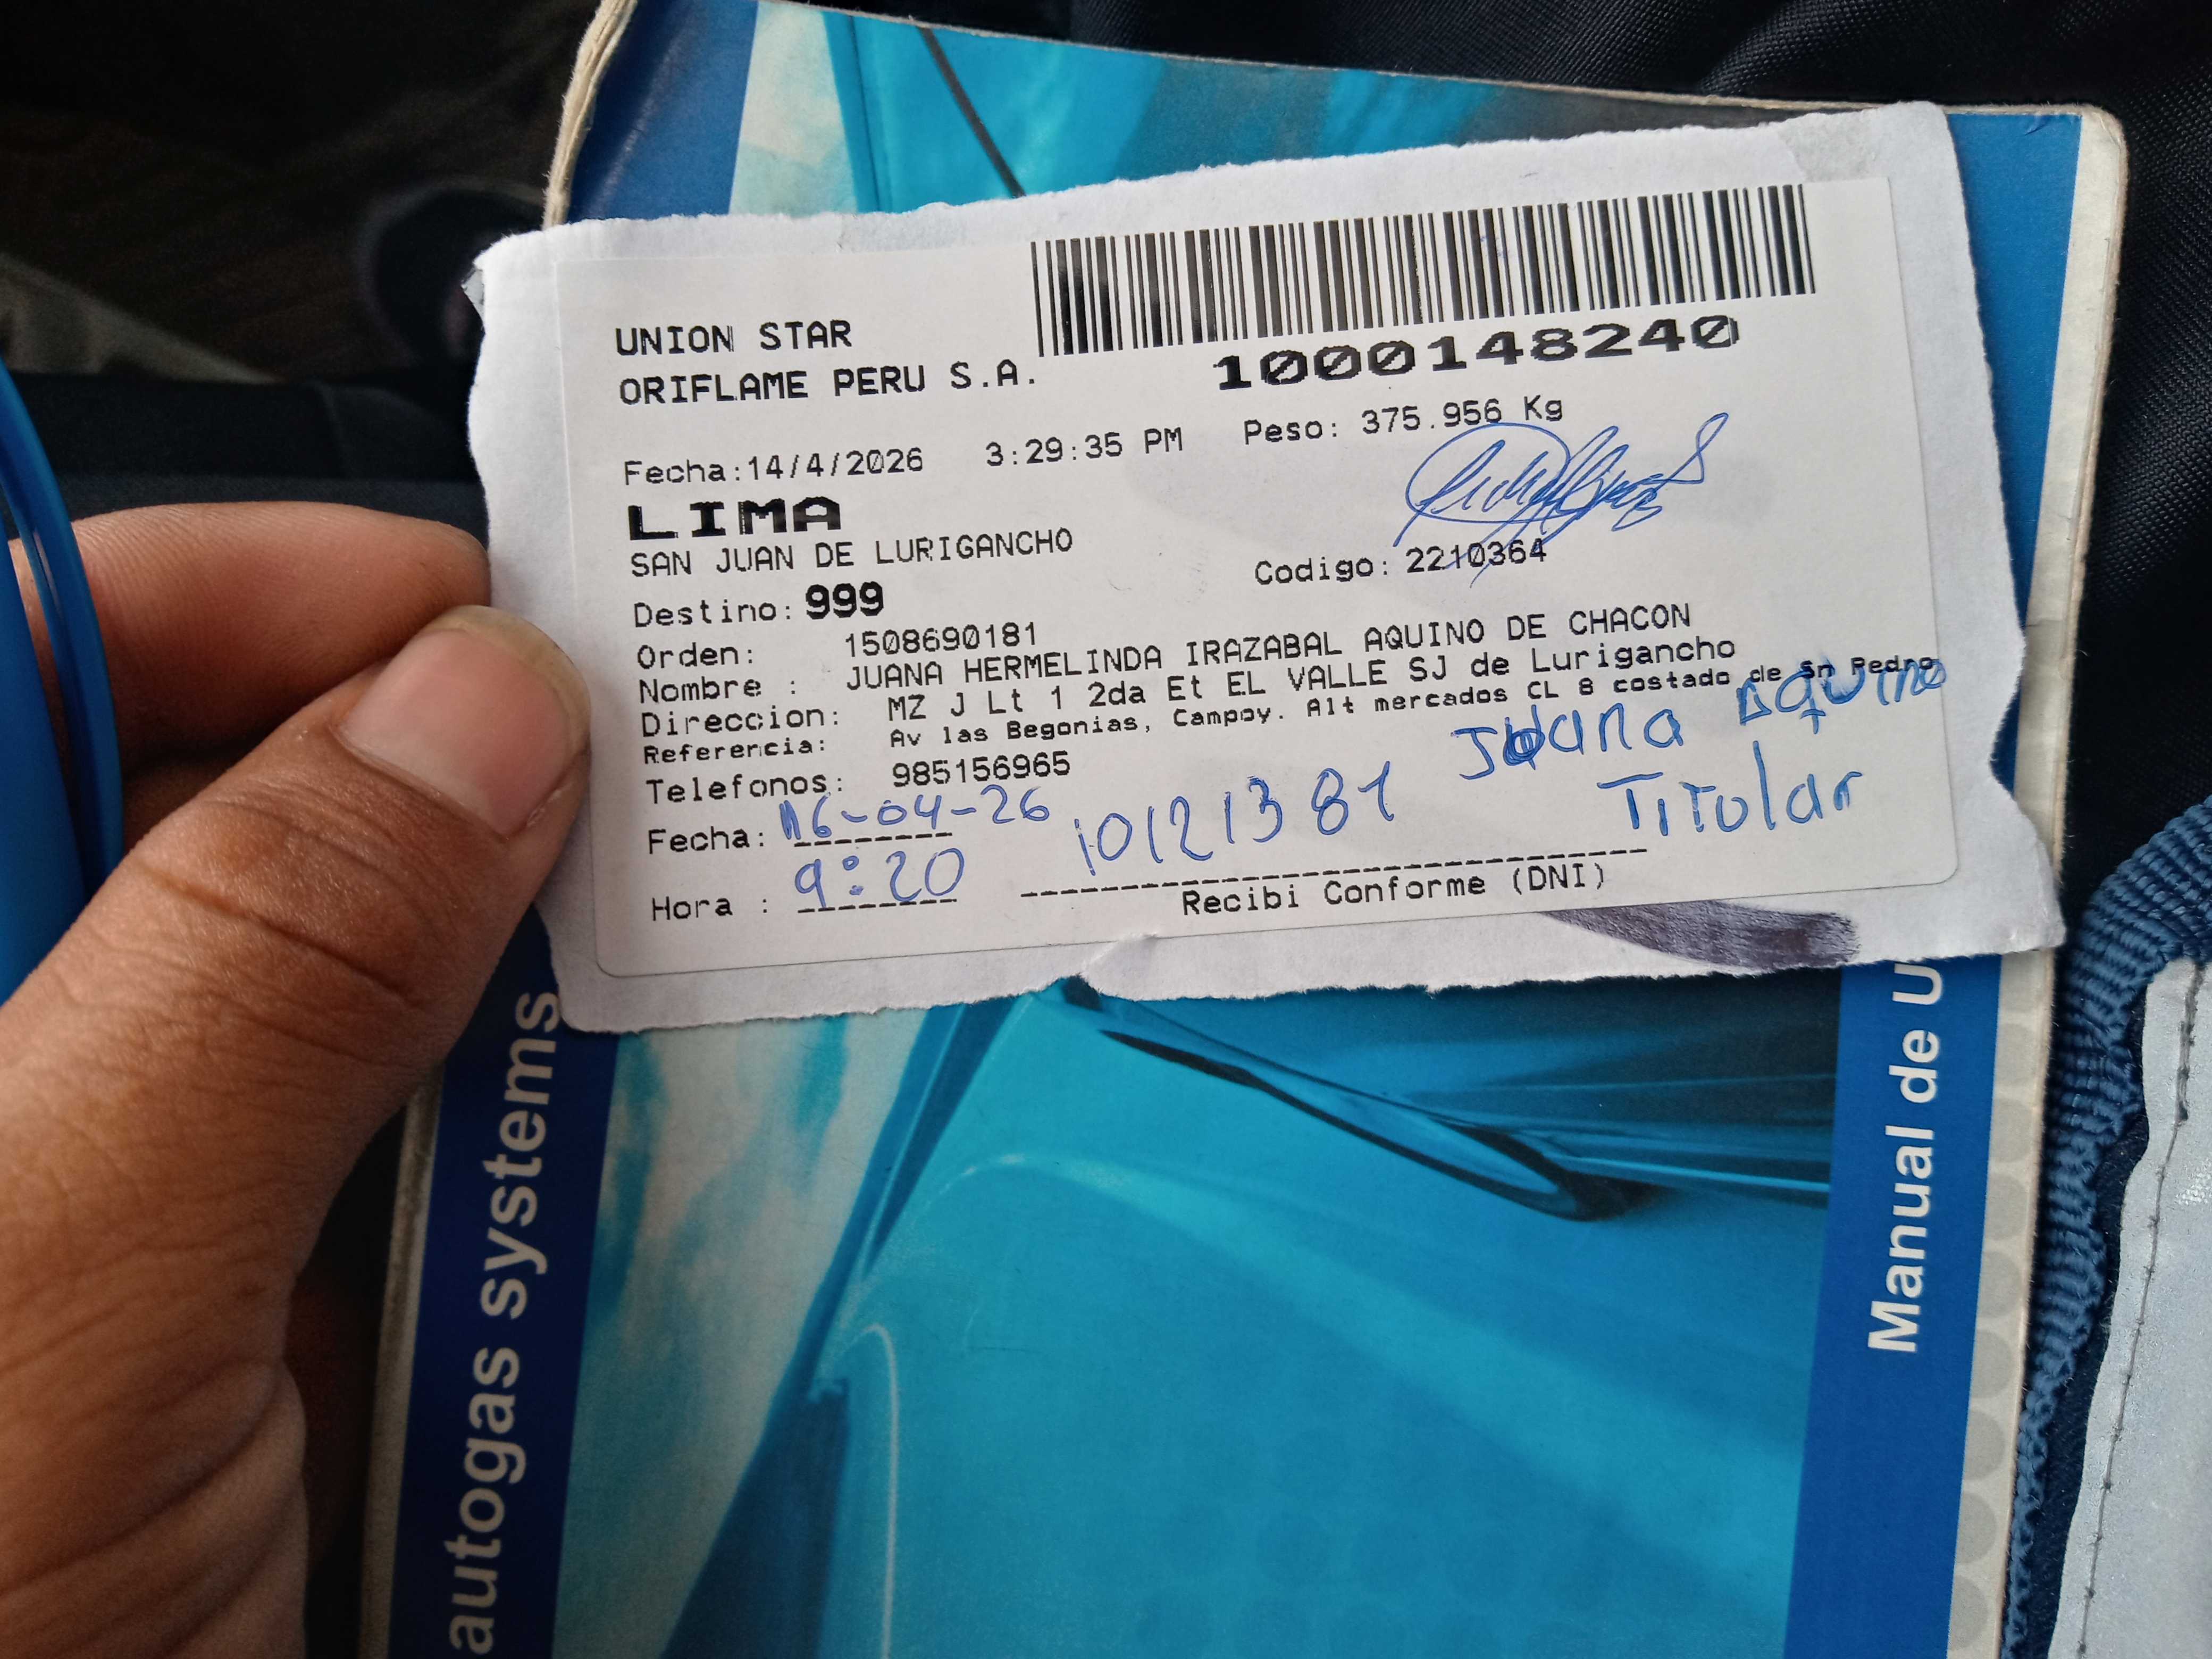 UNION STAR
ORIFLAME PERU S.A.
1000148240
Fecha:14/4/2026 3:29:35 PM Peso: 375.956 Kg
LIMA
SAN JUAN DE LURIGANCHO
Codigo: 2210364
Destino: 999
Orden: 1508690181
Nombre : JUANA HERMELINDA IRAZABAL AQUINO DE CHACON
Direccion: MZ J Lt 1 2da Et EL VALLE SJ de Lurigancho
Referencia: Av las Begonias, Campoy. Alt mercados CL 8 costado de Sn Pedro
Telefonos: 985156965
Juana Aquino
Titular
Fecha: 16-04-26
10121381
Hora : 9:20
Recibi Conforme (DNI)
autogas systems
Manual de U